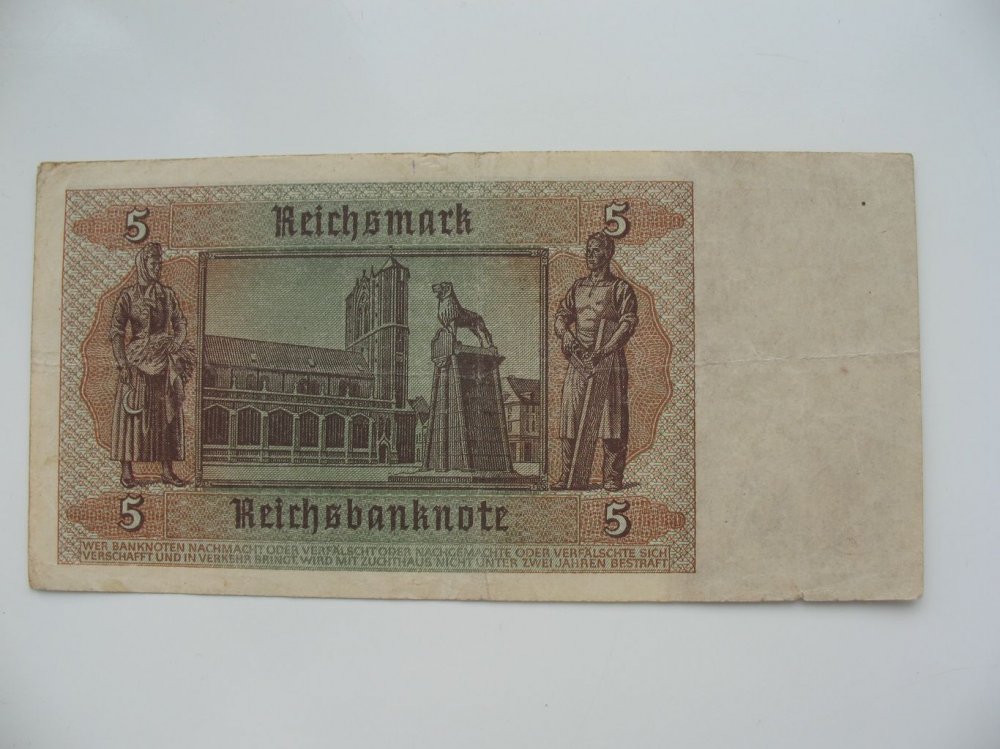 5 Reichsmark 5
5 Reichsbanknote 5
WER BANKNOTEN NACHMACHT ODER VERFÄLSCHT ODER NACHGEMACHTE ODER VERFÄLSCHTE SICH
VERSCHAFFT UND IN VERKEHR BRINGT, WIRD MIT ZUCHTHAUS NICHT UNTER ZWEI JAHREN BESTRAFT